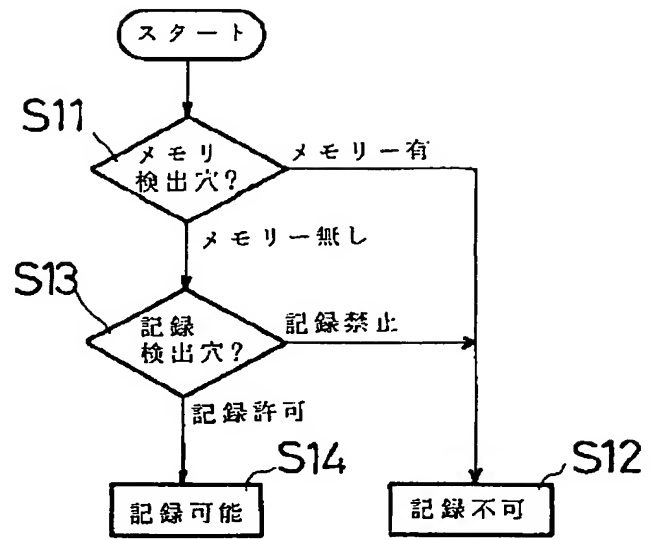 スタート
S11
メモリ
検出穴?
メモリー有
メモリー無し
S13
記録
検出穴?
記録禁止
記録許可
S14
記録可能
S12
記録不可